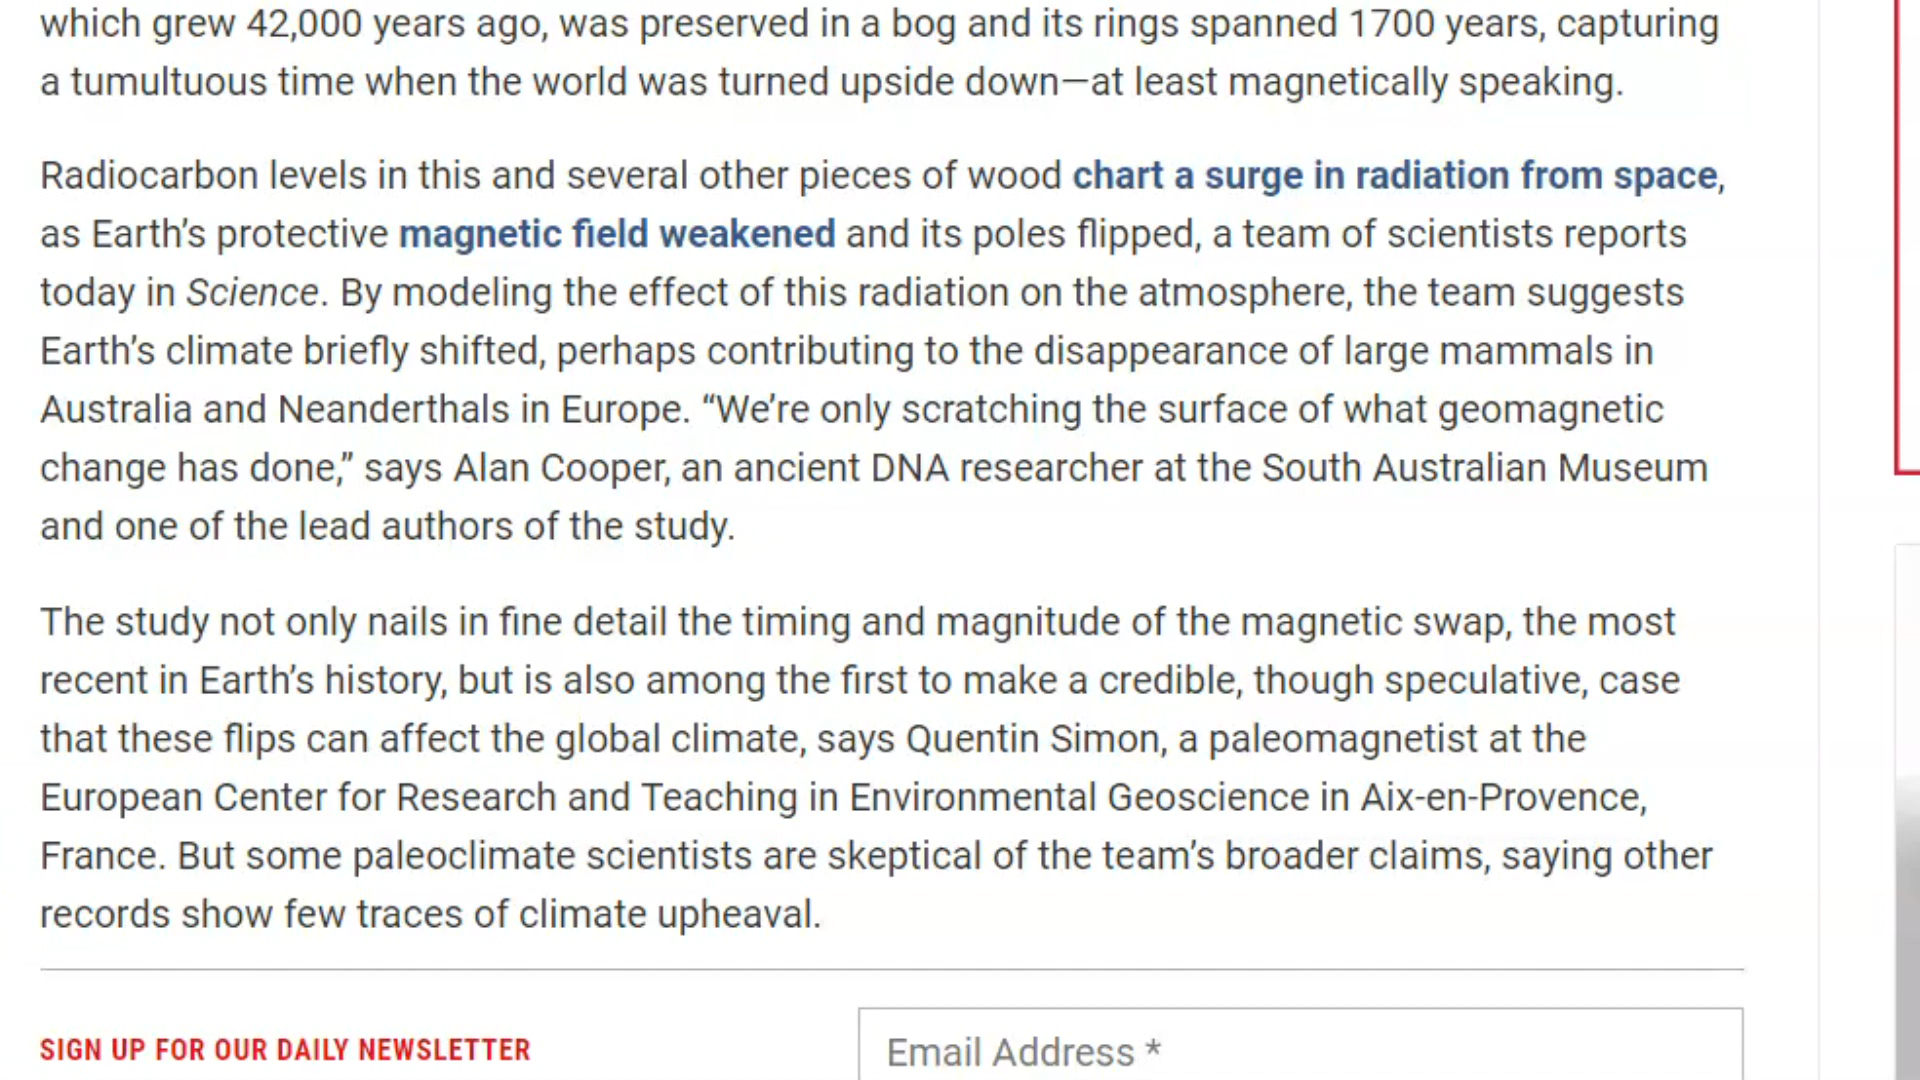 which grew 42,000 years ago, was preserved in a bog and its rings spanned 1700 years, capturing
a tumultuous time when the world was turned upside down—at least magnetically speaking.
Radiocarbon levels in this and several other pieces of wood chart a surge in radiation from space,
as Earth’s protective magnetic field weakened and its poles flipped, a team of scientists reports
today in Science. By modeling the effect of this radiation on the atmosphere, the team suggests
Earth’s climate briefly shifted, perhaps contributing to the disappearance of large mammals in
Australia and Neanderthals in Europe. “We’re only scratching the surface of what geomagnetic
change has done,” says Alan Cooper, an ancient DNA researcher at the South Australian Museum
and one of the lead authors of the study.
The study not only nails in fine detail the timing and magnitude of the magnetic swap, the most
recent in Earth’s history, but is also among the first to make a credible, though speculative, case
that these flips can affect the global climate, says Quentin Simon, a paleomagnetist at the
European Center for Research and Teaching in Environmental Geoscience in Aix-en-Provence,
France. But some paleoclimate scientists are skeptical of the team’s broader claims, saying other
records show few traces of climate upheaval.
SIGN UP FOR OUR DAILY NEWSLETTER
Email Address *